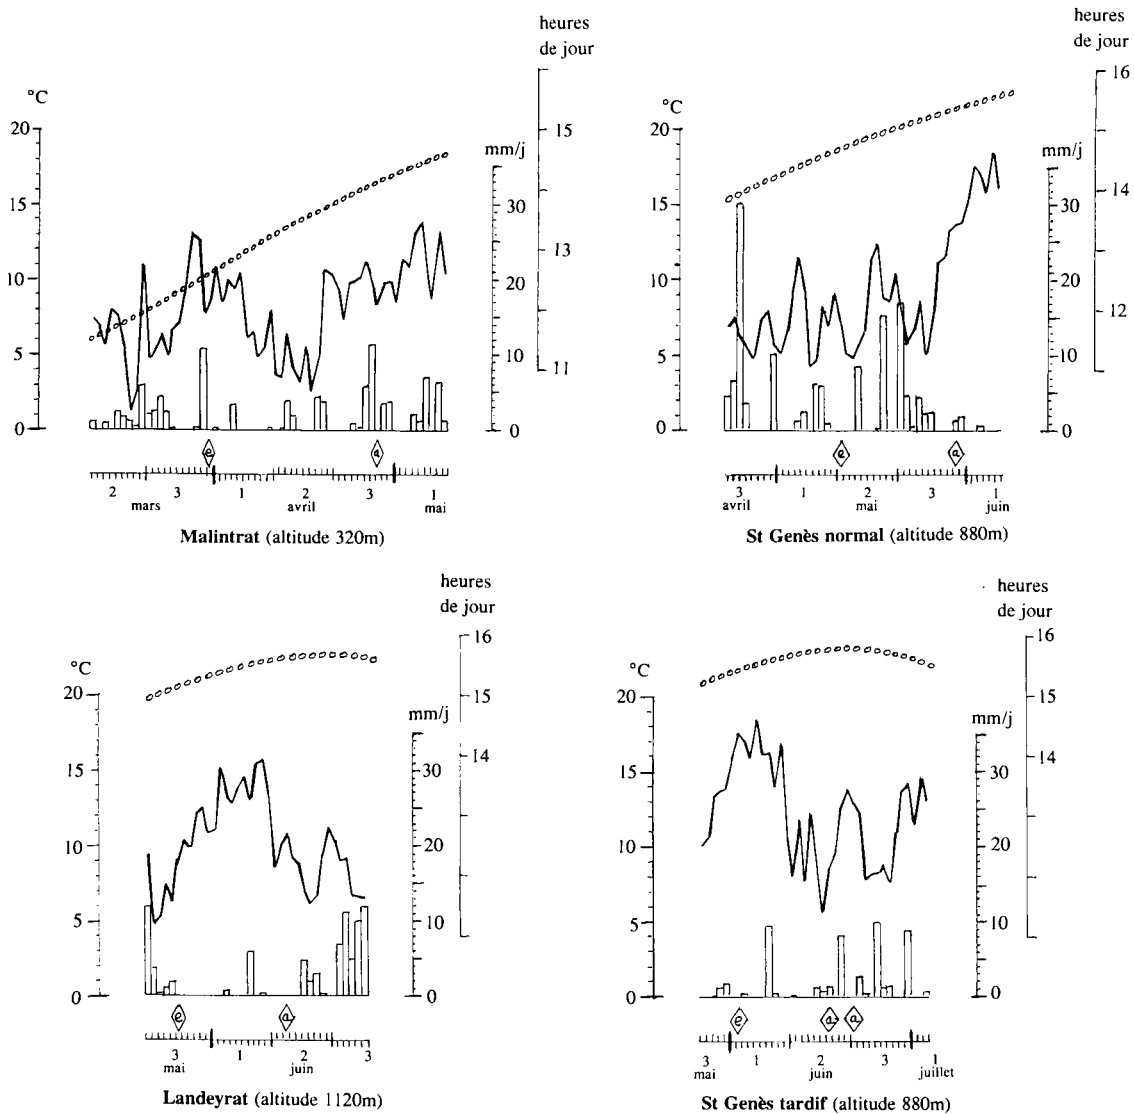 heures
de jour
°C
20
15
10
5
0
mm/j
30
20
10
0
15
13
11
e
a
2 3 1 2 3 1
mars avril mai
Malintrat (altitude 320m)
heures
de jour
°C
20
15
10
5
0
mm/j
30
20
10
0
16
14
12
e
a
3 1 2 3 1
avril mai juin
St Genès normal (altitude 880m)
heures
de jour
°C
20
15
10
5
0
mm/j
30
20
10
0
16
15
14
e
a
3 1 2 3
mai juin
Landeyrat (altitude 1120m)
heures
de jour
°C
20
15
10
5
0
mm/j
30
20
10
0
16
15
14
e
a
a
3 1 2 3 1
mai juin juillet
St Genès tardif (altitude 880m)